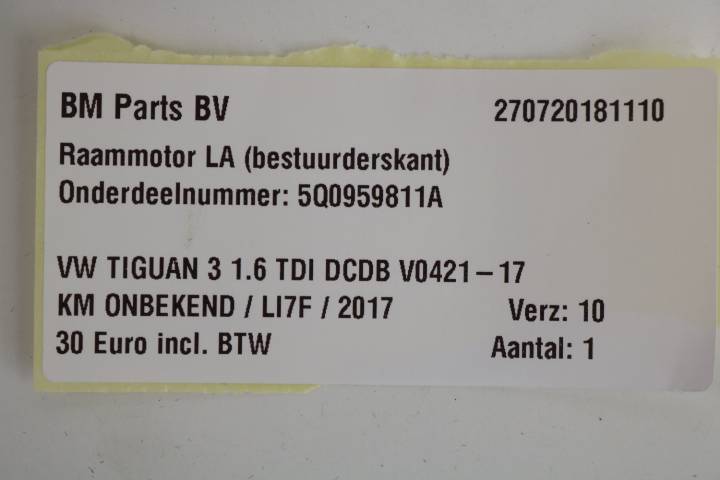 BM Parts BV 270720181110
Raammotor LA (bestuurderskant)
Onderdeelnummer: 5Q0959811A
VW TIGUAN 3 1.6 TDI DCDB V0421-17
KM ONBEKEND / LI7F / 2017 Verz: 10
30 Euro incl. BTW Aantal: 1